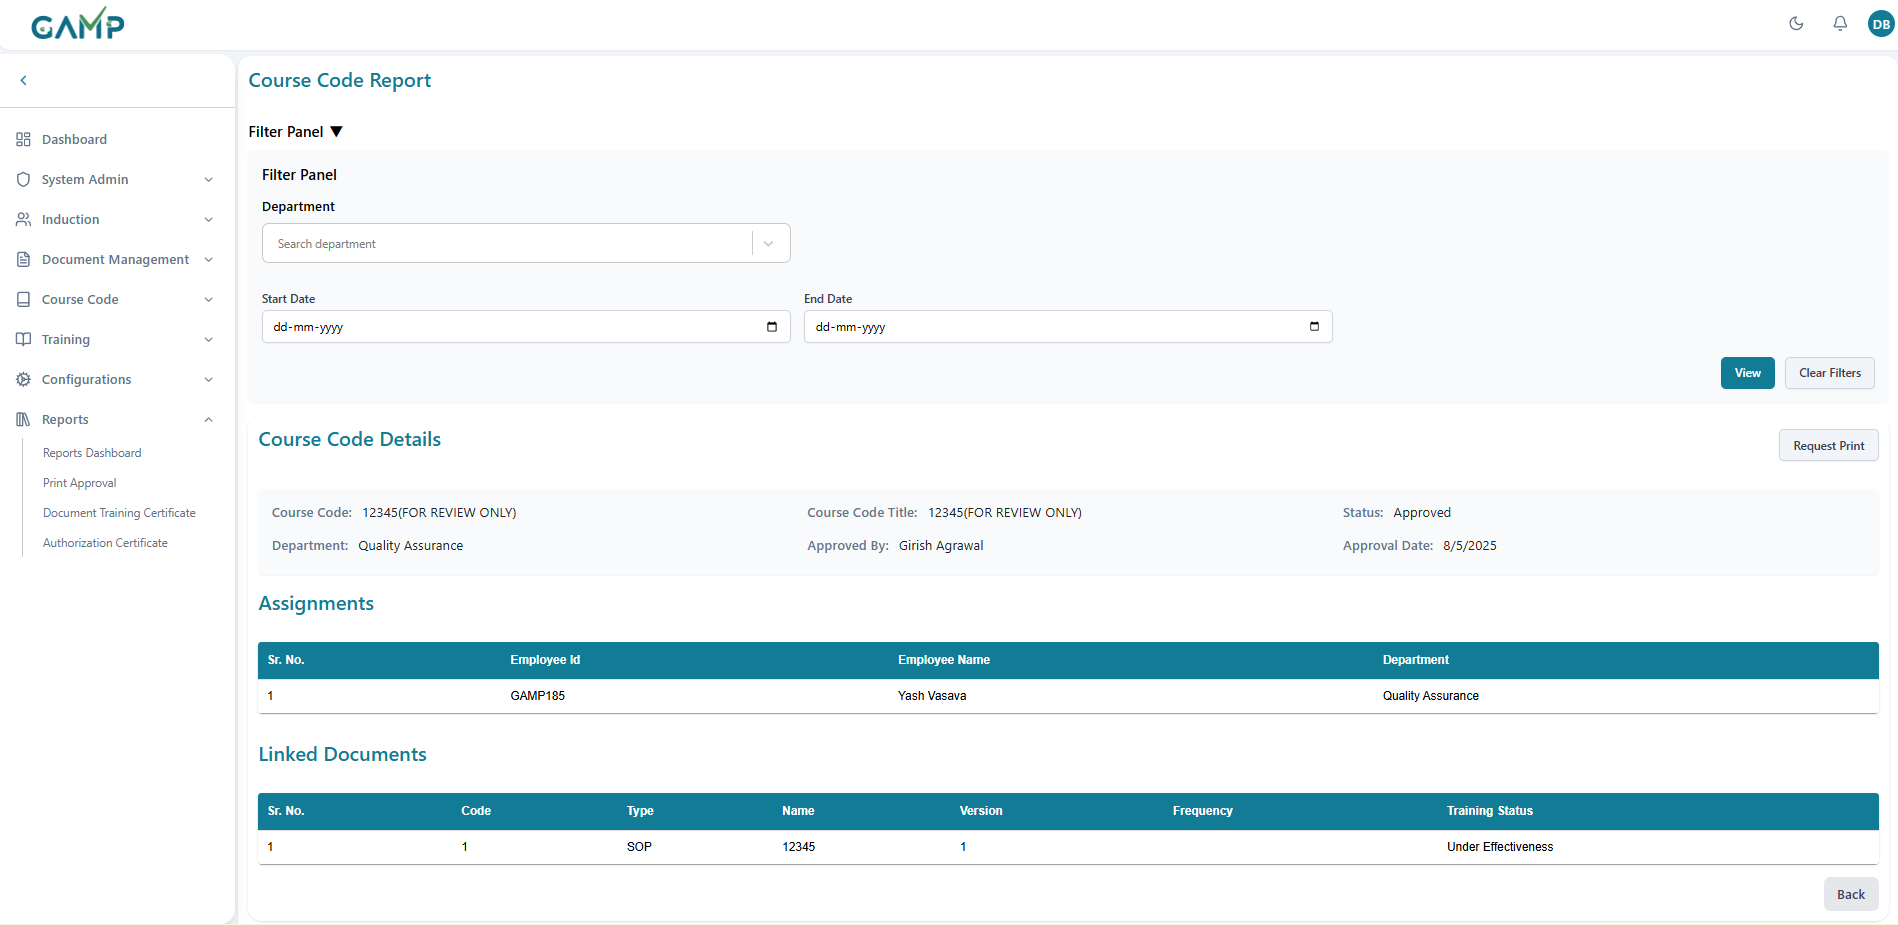 GAMP
DB
Course Code Report
Filter Panel ▼
Dashboard
System Admin
Induction
Document Management
Course Code
Training
Configurations
Reports
Reports Dashboard
Print Approval
Document Training Certificate
Authorization Certificate
Filter Panel
Department
Search department
Start Date End Date
dd-mm-yyyy dd-mm-yyyy
View Clear Filters
Course Code Details
Request Print
Course Code: 12345(FOR REVIEW ONLY) Course Code Title: 12345(FOR REVIEW ONLY) Status: Approved
Department: Quality Assurance Approved By: Girish Agrawal Approval Date: 8/5/2025
Assignments
Sr. No. Employee Id Employee Name Department
1 GAMP185 Yash Vasava Quality Assurance
Linked Documents
Sr. No. Code Type Name Version Frequency Training Status
1 1 SOP 12345 1 Under Effectiveness
Back